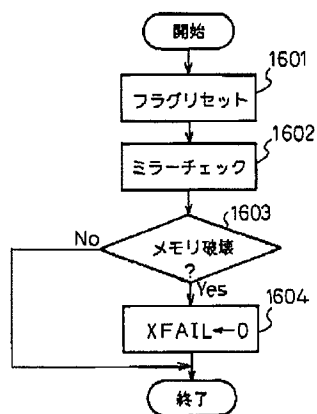 開始
1601
フラグリセット
1602
ミラーチェック
1603
No
メモリ破壊
?
Yes
1604
XFAIL←0
終了